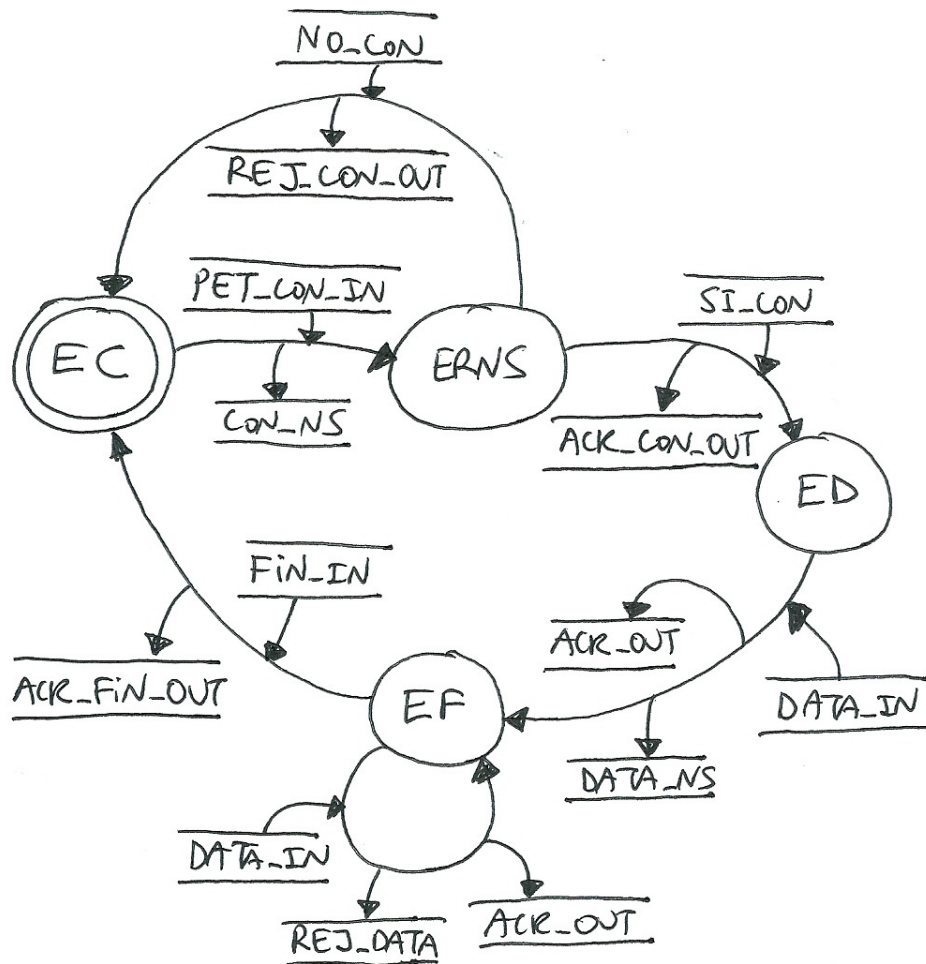 NO_CON
REJ_CON_OUT
PET_CON_IN
SI_CON
EC
ERNS
CON_NS
ACK_CON_OUT
ED
FiN_IN
ACK_OUT
ACK_FiN_OUT
EF
DATA_IN
DATA_NS
DATA_IN
ACK_OUT
REJ_DATA